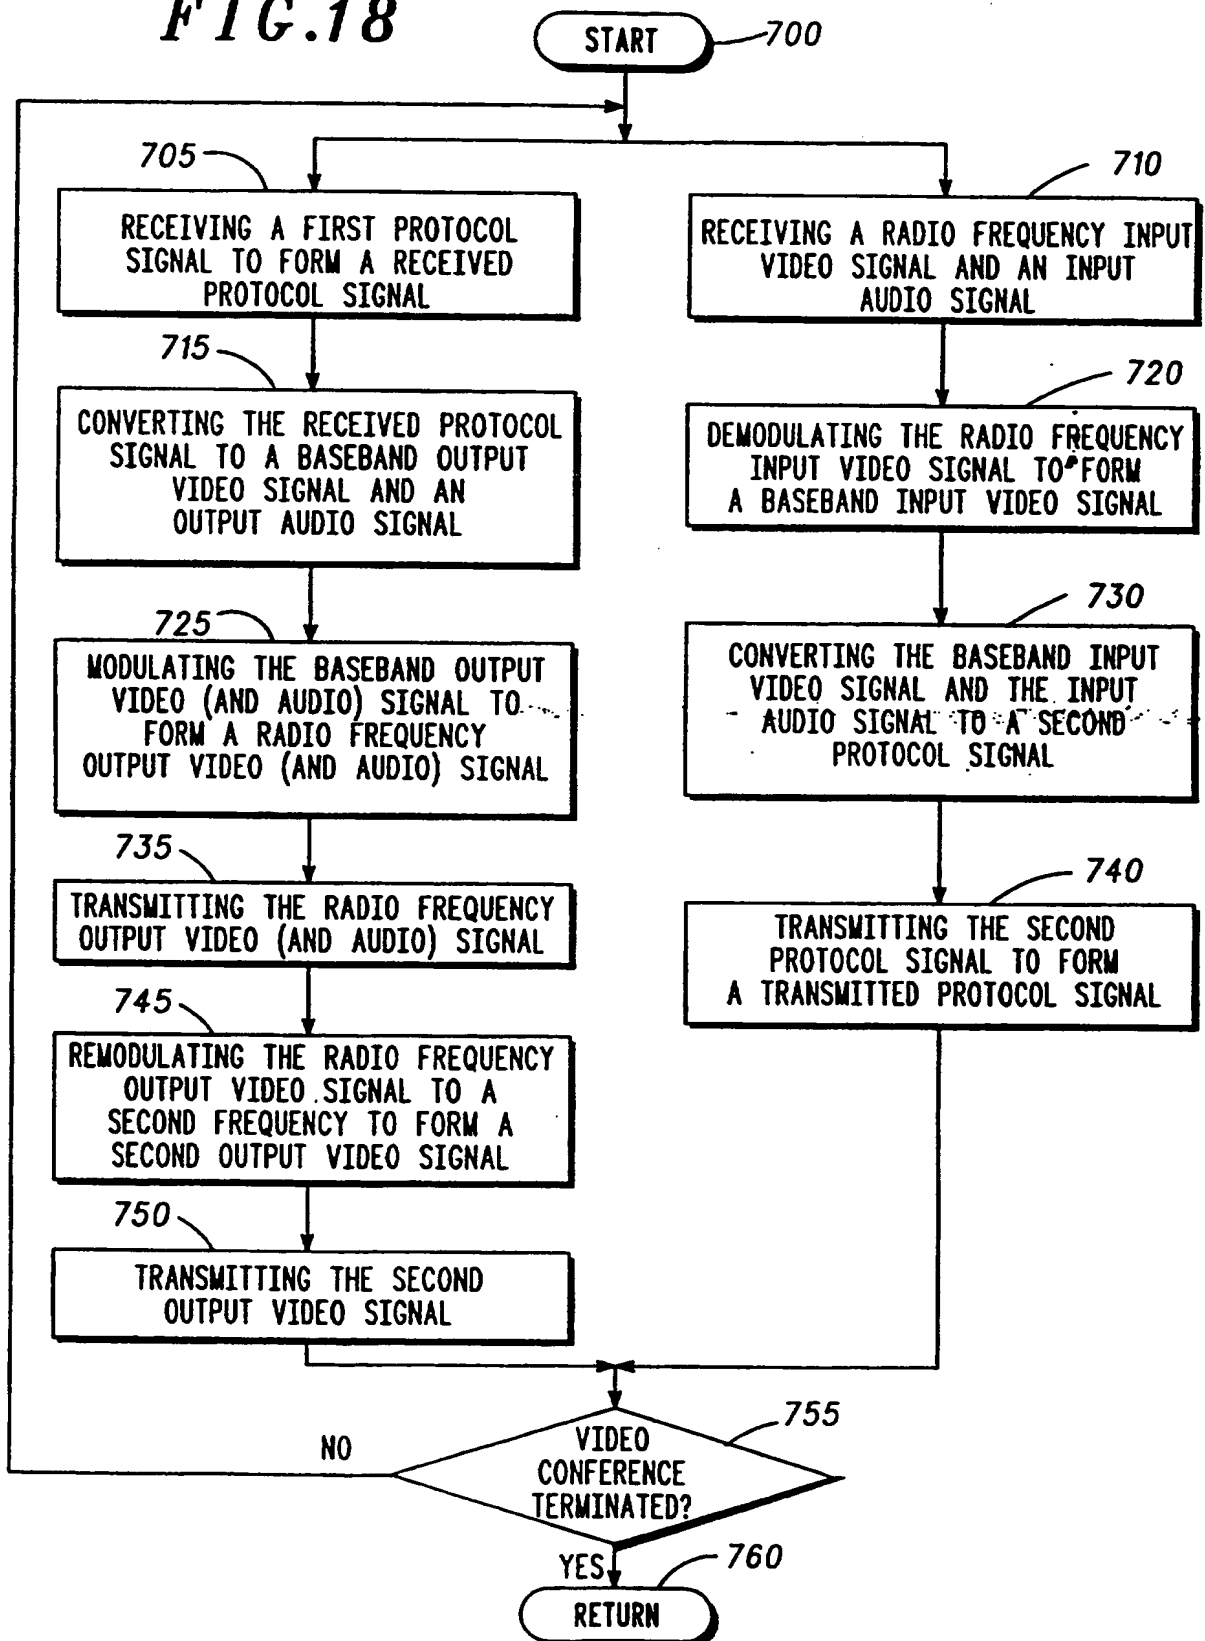 FIG.18
START
700
705
RECEIVING A FIRST PROTOCOL
SIGNAL TO FORM A RECEIVED
PROTOCOL SIGNAL
710
RECEIVING A RADIO FREQUENCY INPUT
VIDEO SIGNAL AND AN INPUT
AUDIO SIGNAL
715
CONVERTING THE RECEIVED PROTOCOL
SIGNAL TO A BASEBAND OUTPUT
VIDEO SIGNAL AND AN
OUTPUT AUDIO SIGNAL
720
DEMODULATING THE RADIO FREQUENCY
INPUT VIDEO SIGNAL TO FORM
A BASEBAND INPUT VIDEO SIGNAL
725
MODULATING THE BASEBAND OUTPUT
VIDEO (AND AUDIO) SIGNAL TO
FORM A RADIO FREQUENCY
OUTPUT VIDEO (AND AUDIO) SIGNAL
730
CONVERTING THE BASEBAND INPUT
VIDEO SIGNAL AND THE INPUT
AUDIO SIGNAL TO A SECOND
PROTOCOL SIGNAL
735
TRANSMITTING THE RADIO FREQUENCY
OUTPUT VIDEO (AND AUDIO) SIGNAL
740
TRANSMITTING THE SECOND
PROTOCOL SIGNAL TO FORM
A TRANSMITTED PROTOCOL SIGNAL
745
REMODULATING THE RADIO FREQUENCY
OUTPUT VIDEO SIGNAL TO A
SECOND FREQUENCY TO FORM A
SECOND OUTPUT VIDEO SIGNAL
750
TRANSMITTING THE SECOND
OUTPUT VIDEO SIGNAL
755
VIDEO
CONFERENCE
TERMINATED?
NO
YES
760
RETURN